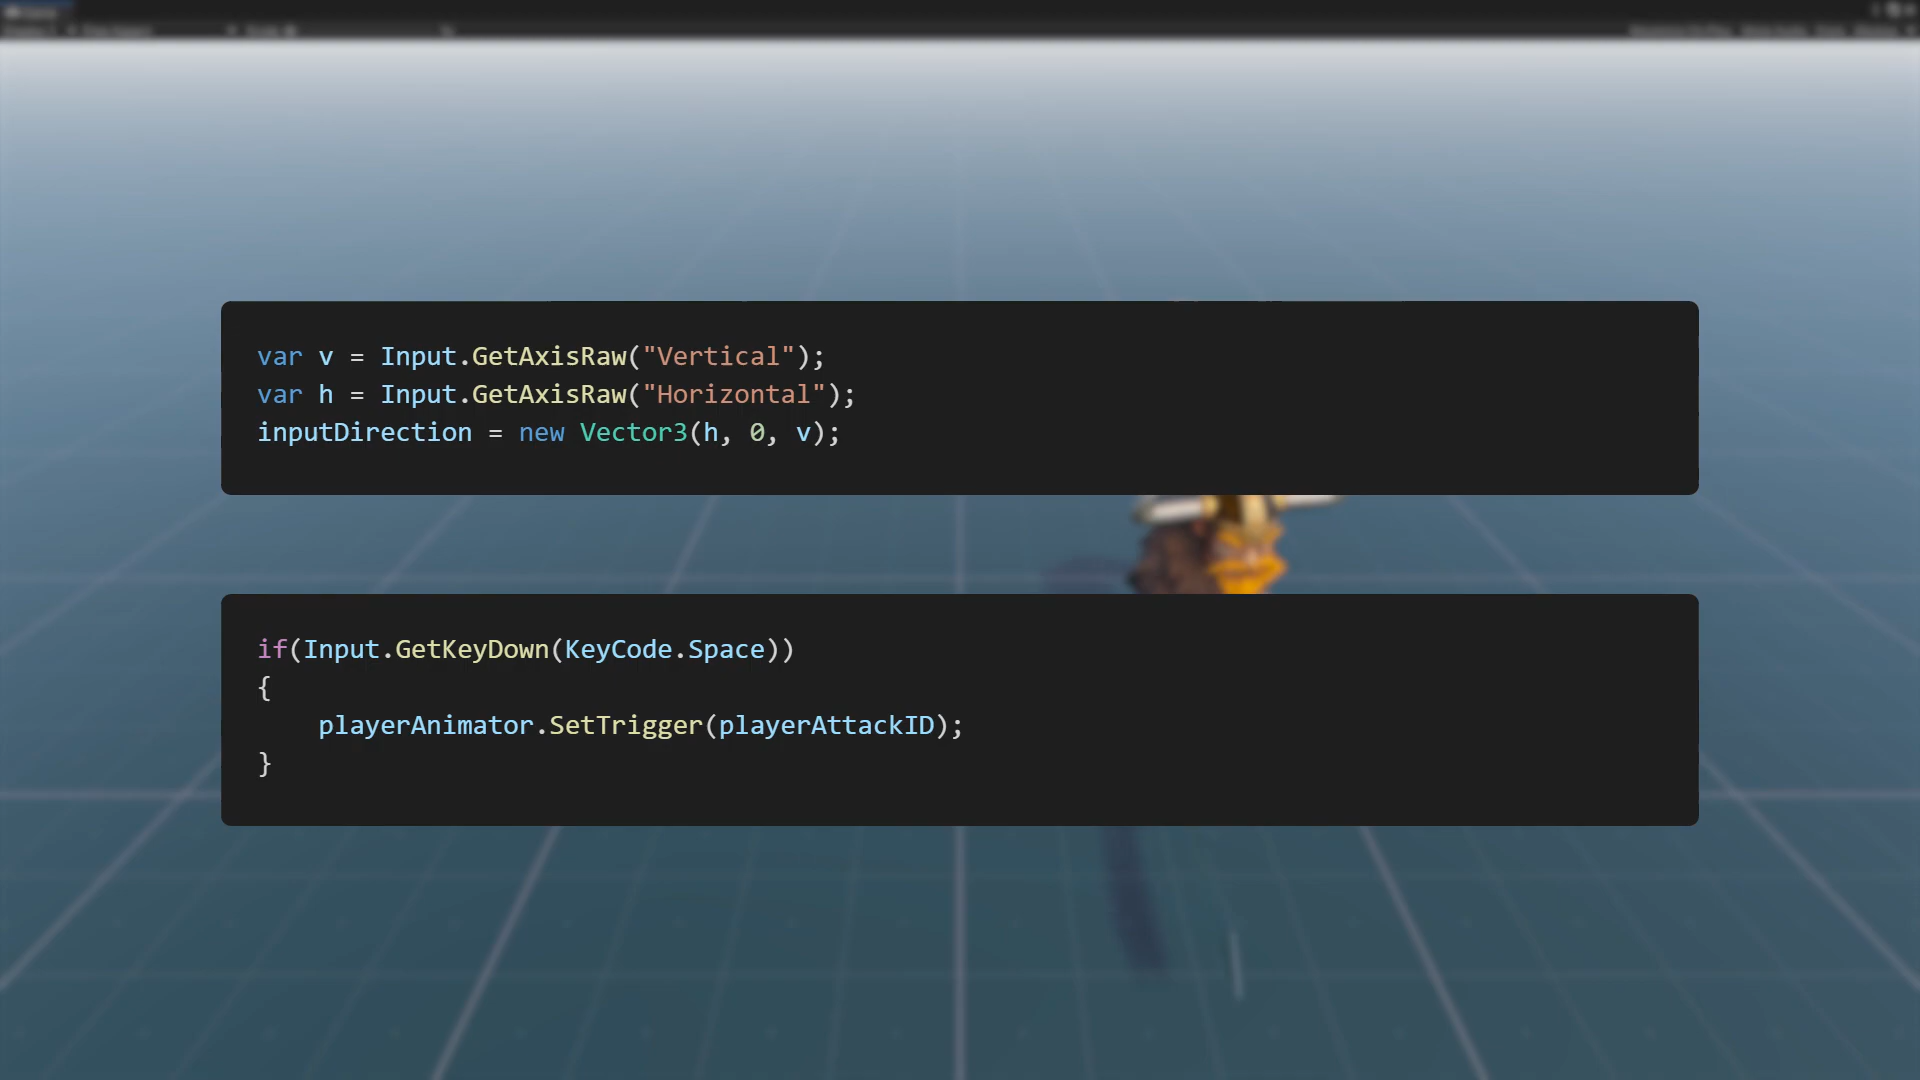 var v = Input.GetAxisRaw("Vertical");
var h = Input.GetAxisRaw("Horizontal");
inputDirection = new Vector3(h, 0, v);
if(Input.GetKeyDown(KeyCode.Space))
{
    playerAnimator.SetTrigger(playerAttackID);
}